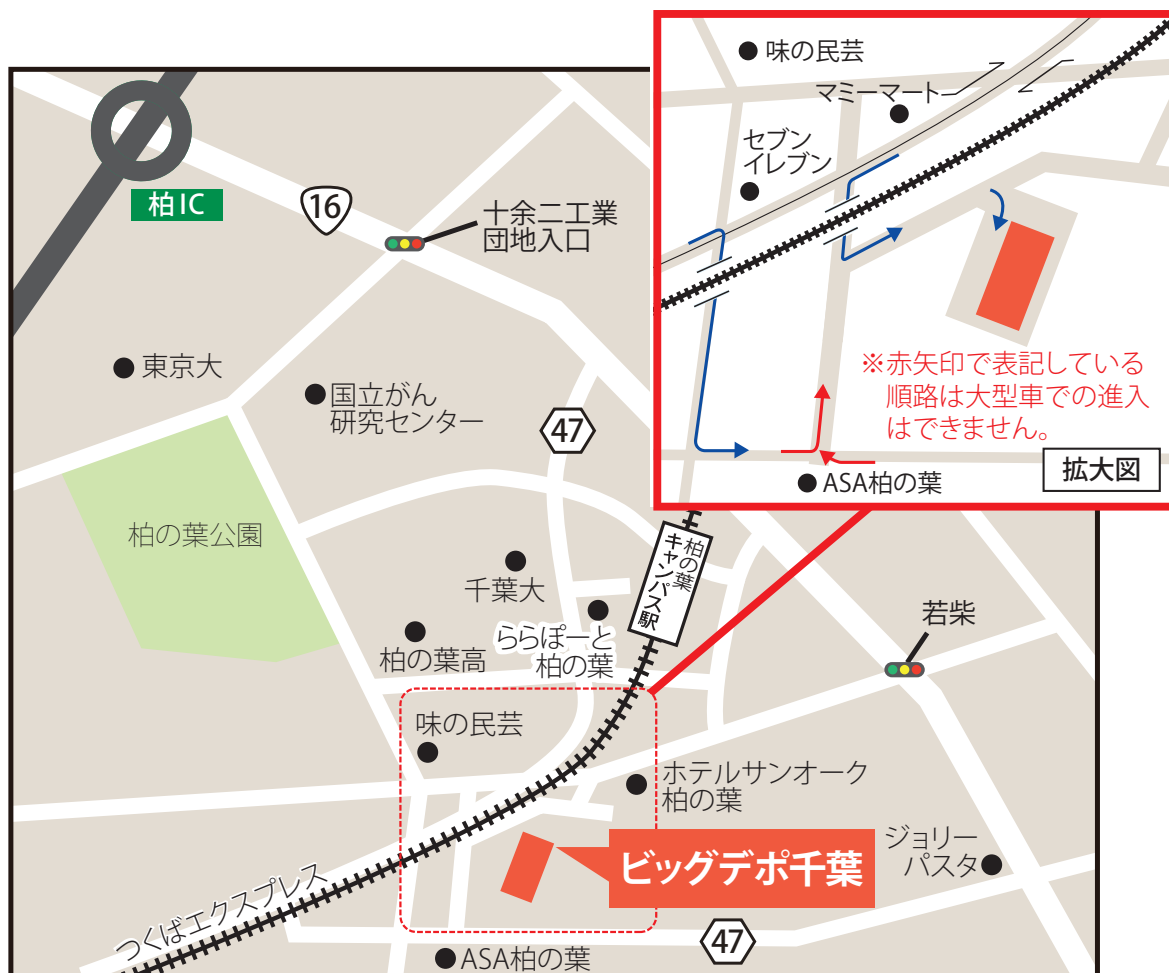 味の民芸
マミーマート
セブン
イレブン
※赤矢印で表記している
順路は大型車での進入
はできません。
ASA柏の葉
拡大図
柏IC
16
十余二工業
団地入口
東京大
国立がん
研究センター
47
柏の葉公園
柏の葉
キャンパス駅
千葉大
ららぽーと
柏の葉
柏の葉高
若柴
味の民芸
ホテルサンオーク
柏の葉
ビッグデポ千葉
ジョリー
パスタ
つくばエクスプレス
47
ASA柏の葉